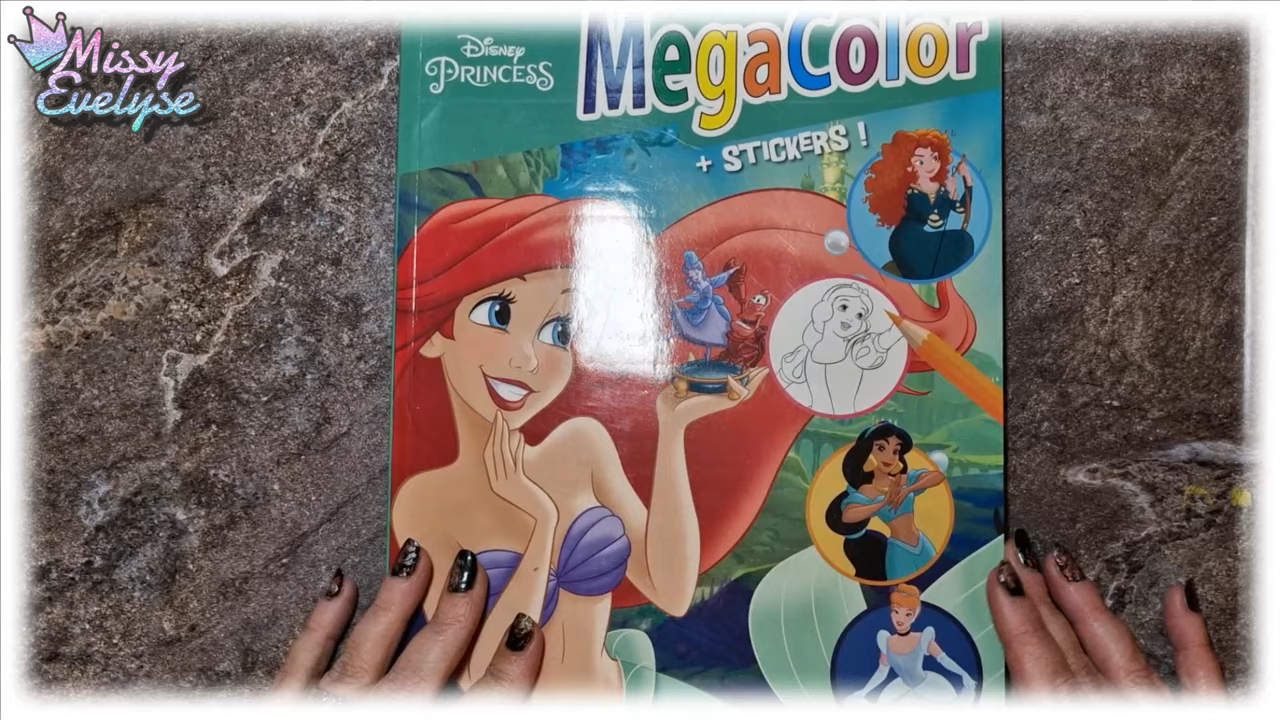 Missy
Evelyse
Disney
PRINCESS
MegaColor
+ STICKERS !